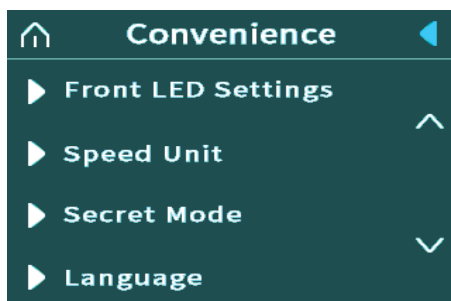 Convenience
Front LED Settings
Speed Unit
Secret Mode
Language